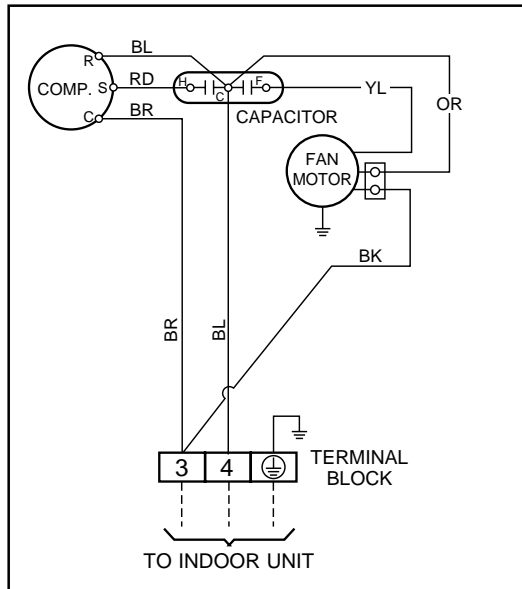 BL
R
COMP. S
RD
H
C
F
YL
OR
C
BR
CAPACITOR
FAN
MOTOR
BK
BR
BL
3
4
TERMINAL
BLOCK
TO INDOOR UNIT